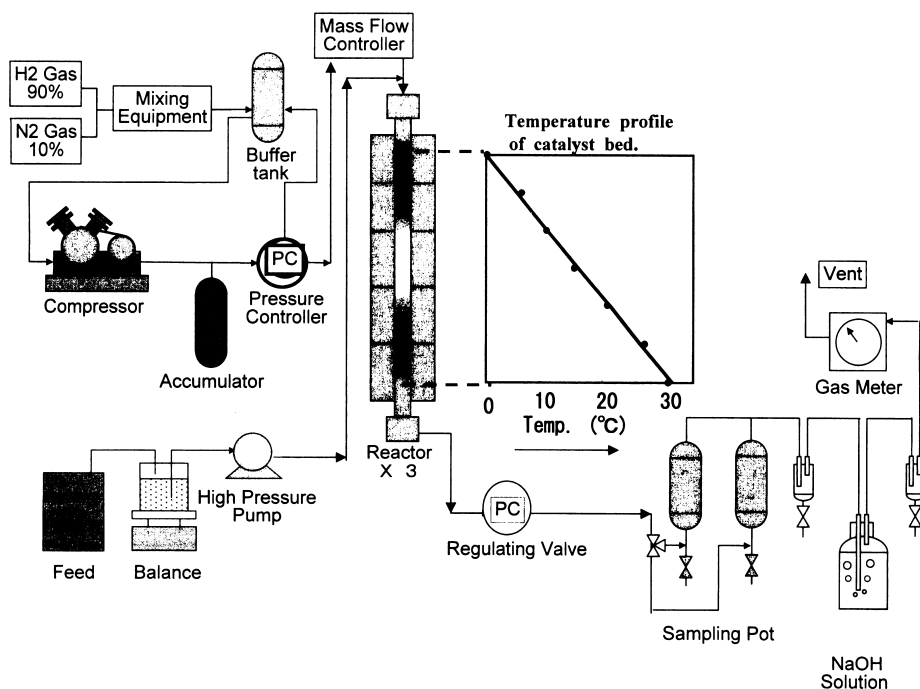 Mass Flow
Controller
H2 Gas
90%
N2 Gas
10%
Mixing
Equipment
Buffer
tank
Temperature profile
of catalyst bed.
Compressor
PC
Pressure
Controller
Accumulator
Vent
Gas Meter
0
10
20
30
Temp. (℃)
Reactor
X 3
High Pressure
Pump
Feed
Balance
PC
Regulating Valve
Sampling Pot
NaOH
Solution